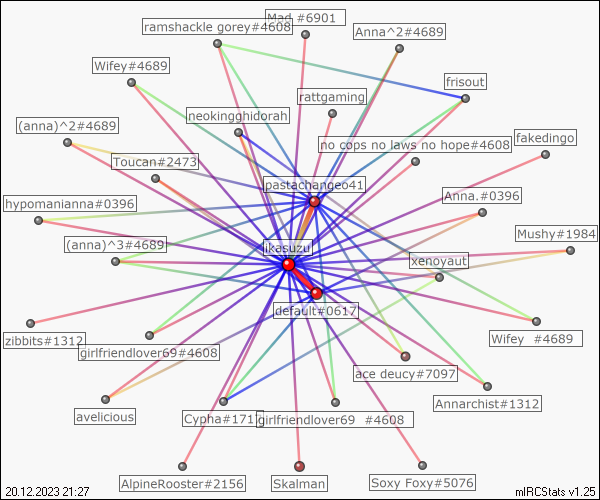 Mad #6901
ramshackle gorey#4608
Anna^2#4689
Wifey#4689
frisout
rattgaming
neokingghidorah
(anna)^2#4689
no cops no laws no hope#4608
fakedingo
Toucan#2473
pastachangeo41
hypomanianna#0396
Anna.#0396
(anna)^3#4689
ikasuzu
Mushy#1984
xenoyaut
default#0617
zibbits#1312
Wifey #4689
girlfriendlover69#4608
ace deucy#7097
Annarchist#1312
avelicious
Cypha#171
girlfriendlover69 #4608
AlpineRooster#2156
Skalman
Soxy Foxy#5076
20.12.2023 21:27
mIRCStats v1.25